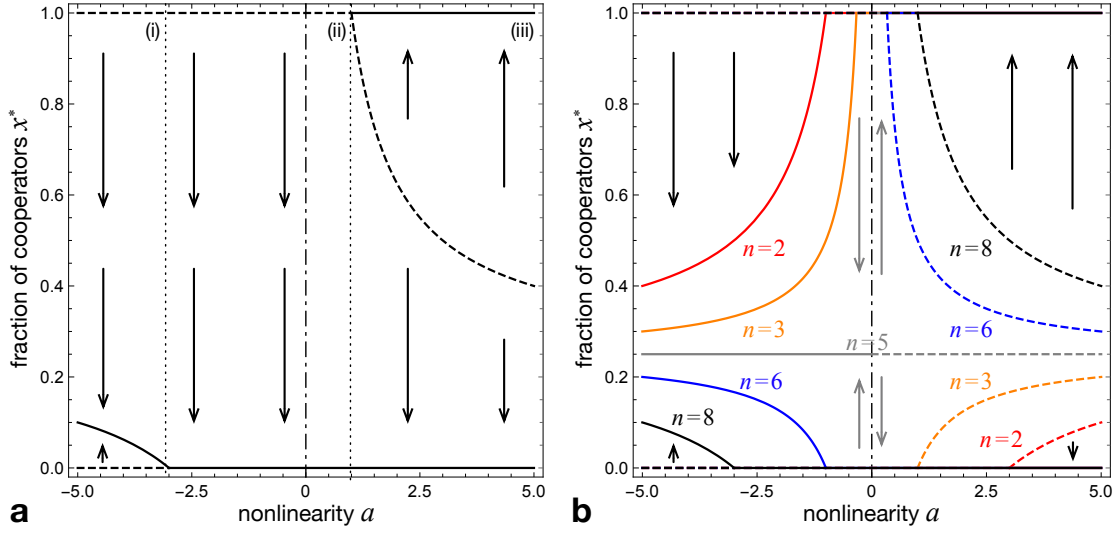 (i)
(ii)
(iii)
1.0
0.8
0.6
0.4
0.2
0.0
fraction of cooperators x*
−5.0
−2.5
0
2.5
5.0
nonlinearity a
a
1.0
0.8
0.6
0.4
0.2
0.0
fraction of cooperators x*
n=2
n=8
n=3
n=6
n=5
n=6
n=3
n=8
n=2
−5.0
−2.5
0
2.5
5.0
nonlinearity a
b